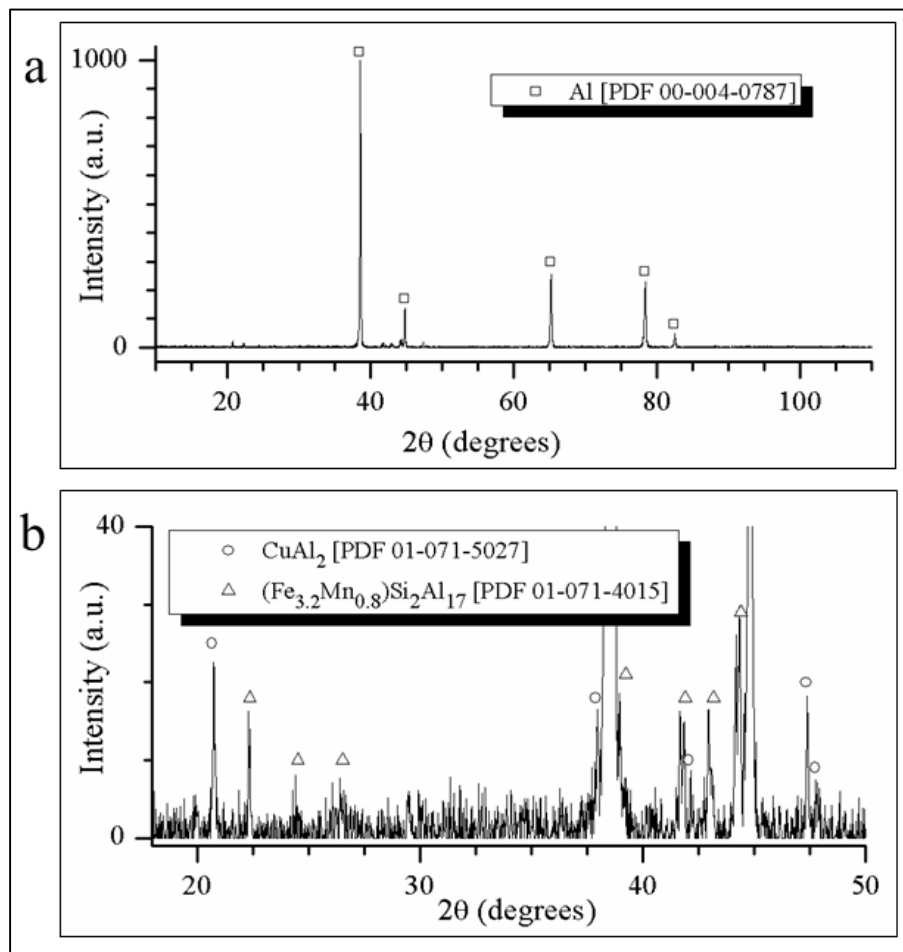 a
1000
0
Intensity (a.u.)
Al [PDF 00-004-0787]
20 40 60 80 100
2θ (degrees)
b
40
0
Intensity (a.u.)
CuAl₂ [PDF 01-071-5027]
(Fe₃.₂Mn₀.₈)Si₂Al₁₇ [PDF 01-071-4015]
20 30 40 50
2θ (degrees)